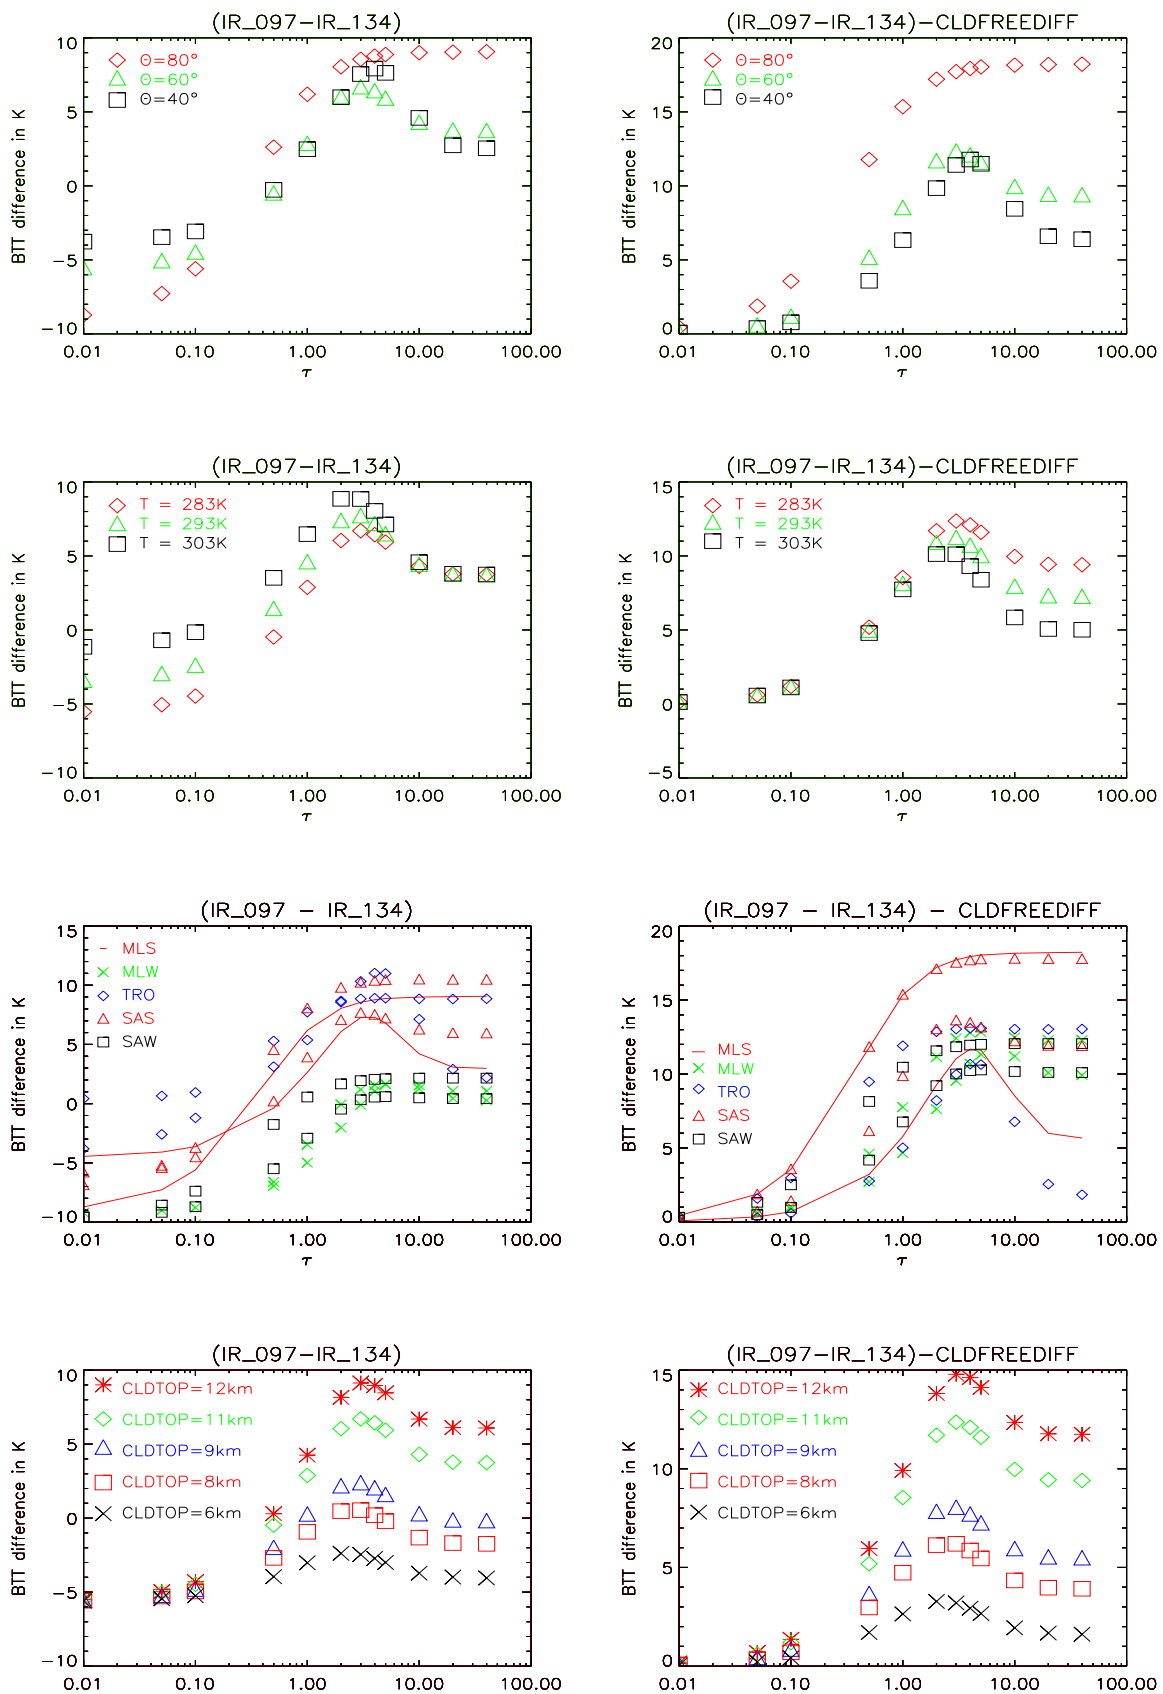 (IR_097-IR_134)
BTT difference in K
10
5
0
-5
-10
Θ=80°
Θ=60°
Θ=40°
0.01 0.10 1.00 10.00 100.00
τ
(IR_097-IR_134)-CLDFREEDIFF
BTT difference in K
20
15
10
5
0
Θ=80°
Θ=60°
Θ=40°
0.01 0.10 1.00 10.00 100.00
τ
(IR_097-IR_134)
BTT difference in K
10
5
0
-5
-10
T = 283K
T = 293K
T = 303K
0.01 0.10 1.00 10.00 100.00
τ
(IR_097-IR_134)-CLDFREEDIFF
BTT difference in K
15
10
5
0
-5
T = 283K
T = 293K
T = 303K
0.01 0.10 1.00 10.00 100.00
τ
(IR_097 - IR_134)
BTT difference in K
15
10
5
0
-5
-10
MLS
MLW
TRO
SAS
SAW
0.01 0.10 1.00 10.00 100.00
τ
(IR_097 - IR_134) - CLDFREEDIFF
BTT difference in K
20
15
10
5
0
MLS
MLW
TRO
SAS
SAW
0.01 0.10 1.00 10.00 100.00
τ
(IR_097-IR_134)
BTT difference in K
10
5
0
-5
-10
CLDTOP=12km
CLDTOP=11km
CLDTOP=9km
CLDTOP=8km
CLDTOP=6km
0.01 0.10 1.00 10.00 100.00
τ
(IR_097-IR_134)-CLDFREEDIFF
BTT difference in K
15
10
5
0
CLDTOP=12km
CLDTOP=11km
CLDTOP=9km
CLDTOP=8km
CLDTOP=6km
0.01 0.10 1.00 10.00 100.00
τ